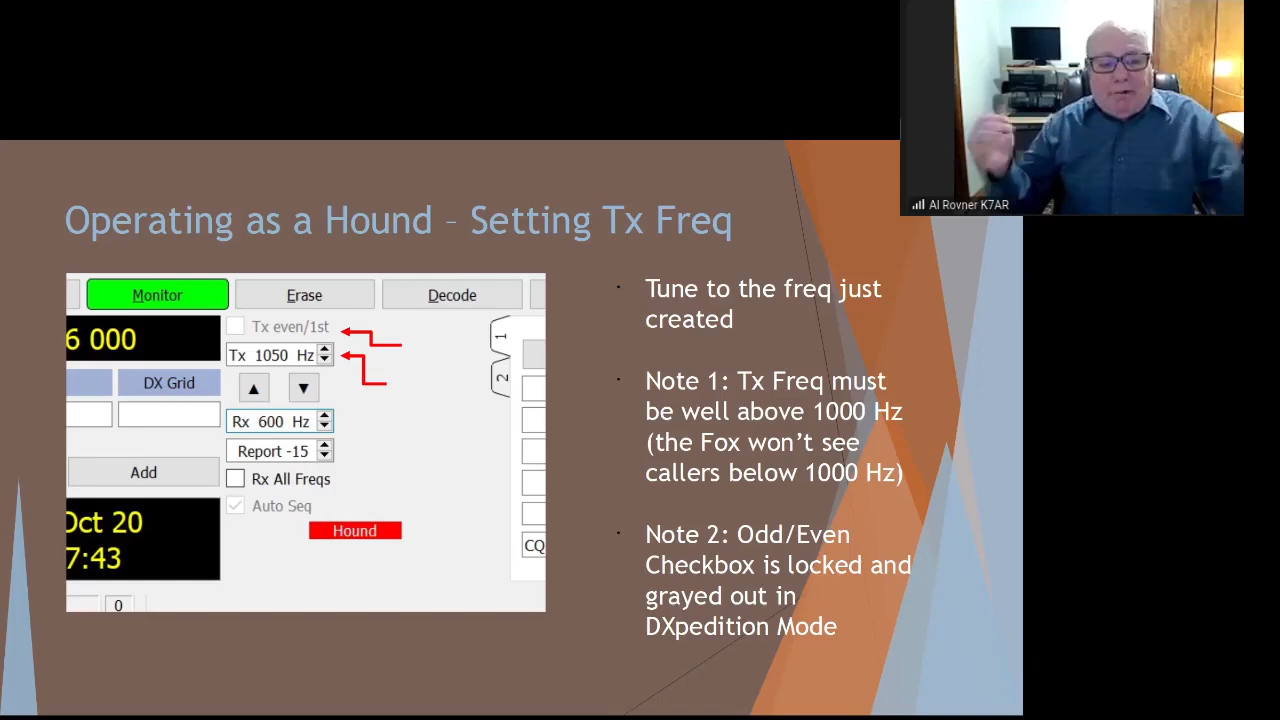 Al Rovner K7AR
Operating as a Hound – Setting Tx Freq
Monitor
Erase
Decode
6 000
Tx even/1st
Tx 1050 Hz
DX Grid
Rx 600 Hz
Report -15
Add
Rx All Freqs
Auto Seq
Oct 20
7:43
Hound
1
2
CQ
0
Tune to the freq just
created
Note 1: Tx Freq must
be well above 1000 Hz
(the Fox won’t see
callers below 1000 Hz)
Note 2: Odd/Even
Checkbox is locked and
grayed out in
DXpedition Mode